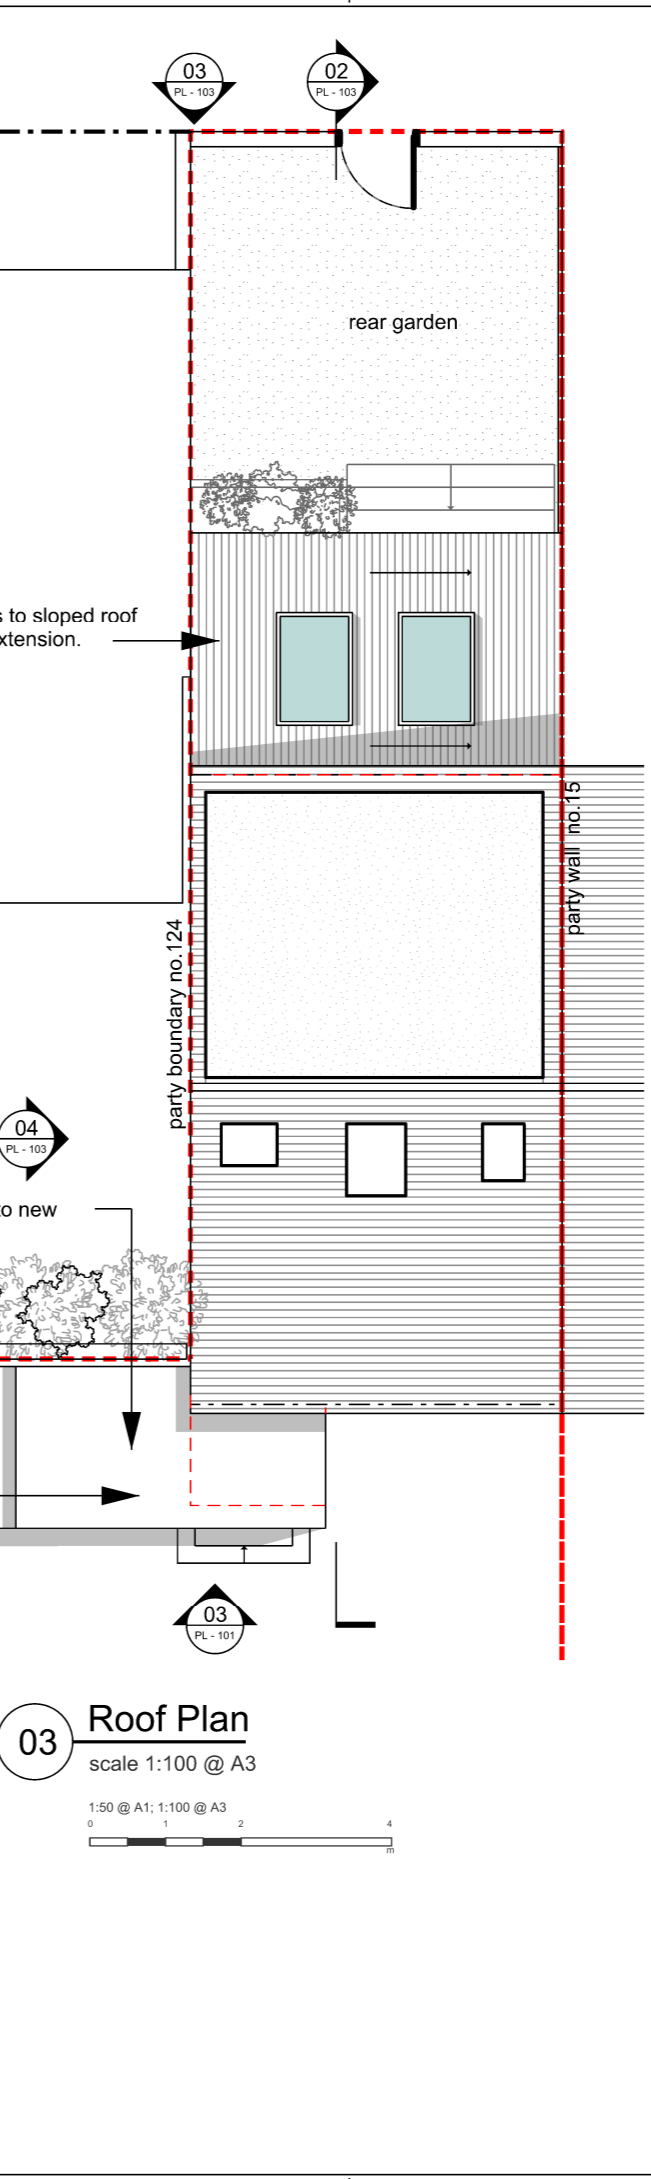 03
PL - 103
02
PL - 103
rear garden
s to sloped roof
xtension.
party wall no.15
party boundary no.124
04
PL - 103
to new
03
PL - 101
03
Roof Plan
scale 1:100 @ A3
1:50 @ A1; 1:100 @ A3
0 1 2 4
m